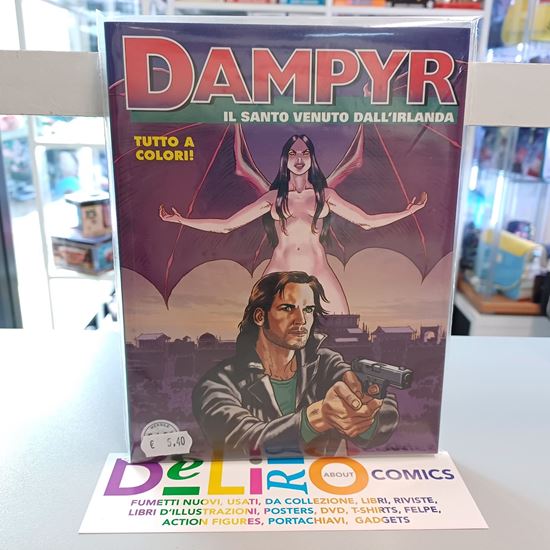 DAMPYR
IL SANTO VENUTO DALL'IRLANDA
TUTTO A
COLORI!
€ 5,40
DeLiRIO
ABOUT
COMICS
FUMETTI NUOVI, USATI, DA COLLEZIONE, LIBRI, RIVISTE,
LIBRI D'ILLUSTRAZIONI, POSTERS, DVD, T-SHIRTS, FELPE,
ACTION FIGURES, PORTACHIAVI, GADGETS